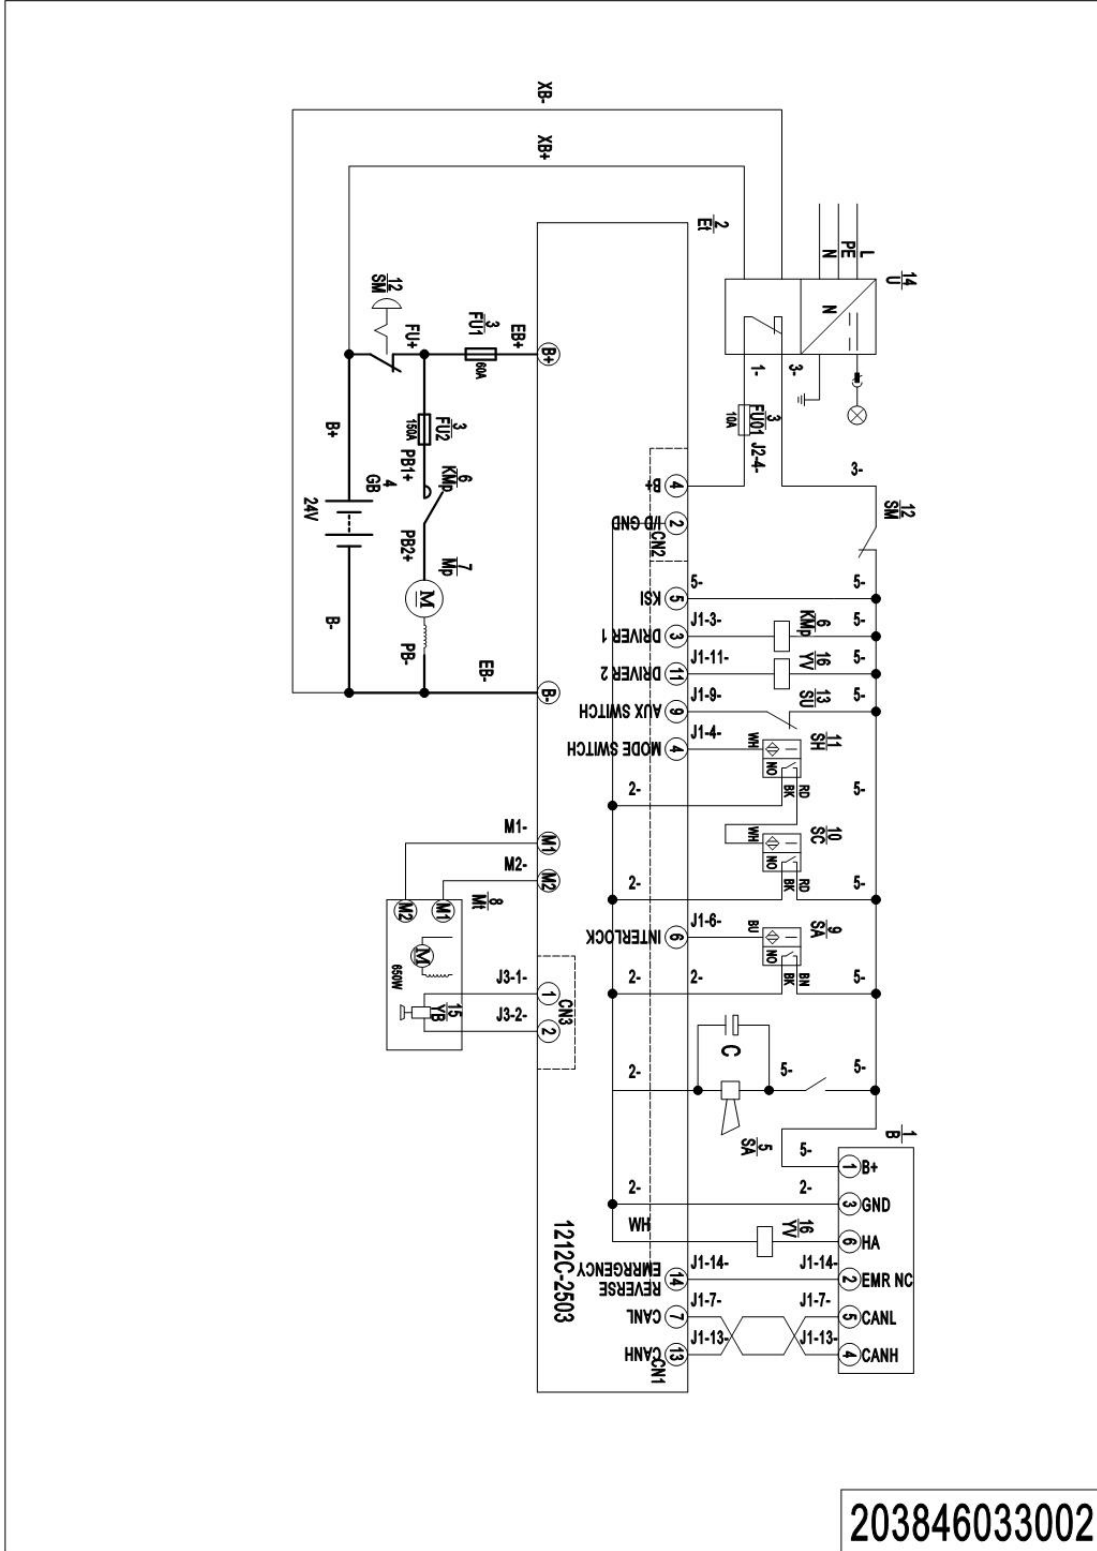 XB-
XB+
2
Et
L
PE
N
14
U
N
12
SM
FU+
3
FU1
60A
EB+
B+
1-
3-
3
FU01
10A
J2-4-
3-
12
SM
B+
3
FU2
150A
PB1+
6
KMp
4
GB
24V
PB2+
7
Mp
M
PB-
B-
EB-
B-
4
B+
2
I/D GND
CN2
5
KSI
5-
5-
3
DRIVER 1
J1-3-
6
KMp
5-
11
DRIVER 2
J1-11-
16
YV
5-
9
AUX SWITCH
J1-9-
13
SU
5-
4
MODE SWITCH
J1-4-
WH
NO
BK
RD
11
SH
2-
5-
WH
NO
BK
RD
10
SC
2-
5-
6
INTERLOCK
J1-6-
BU
NO
BK
BN
9
SA
2-
2-
5-
M1-
M1
M2-
M2
8
Mt
M2
M1
M
650W
15
YB
J3-1-
1
J3-2-
2
CN3
C
2-
5-
5-
5
SA
1
B
5-
1
B+
2-
2-
3
GND
WH
16
YV
6
HA
14
REVERSE
EMRRGENCY
J1-14-
J1-14-
2
EMR NC
7
CANL
J1-7-
J1-7-
5
CANL
13
CANH
J1-13-
J1-13-
4
CANH
CN1
1212C-2503
203846033002